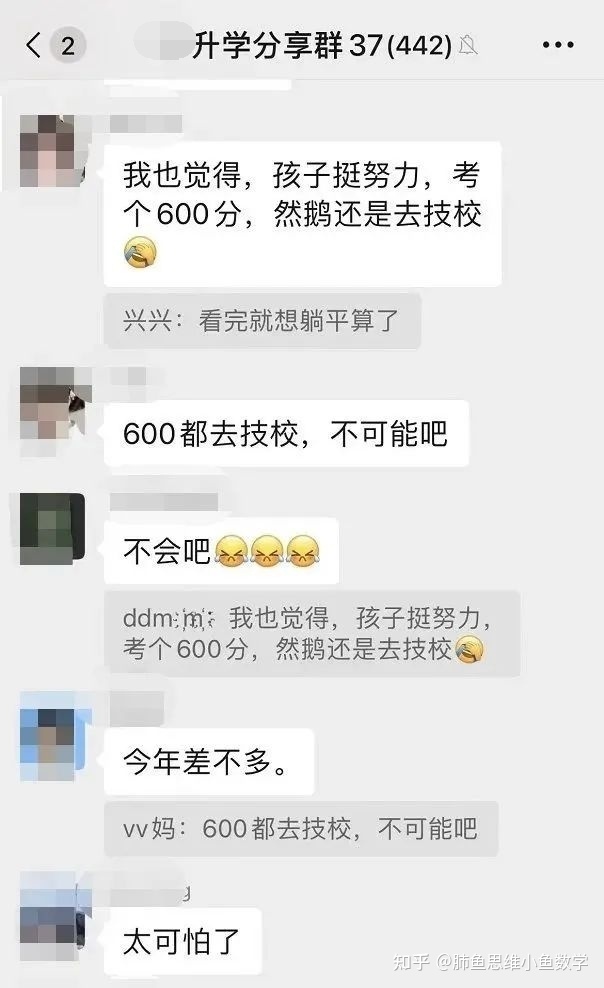 2
升学分享群37(442)
我也觉得，孩子挺努力，考
个600分，然鹅还是去技校
兴兴：看完就想躺平算了
600都去技校，不可能吧
不会吧
ddm m：我也觉得，孩子挺努力，
考个600分，然鹅还是去技校
今年差不多。
vv妈：600都去技校，不可能吧
太可怕了
知乎 @肺鱼思维小鱼数学